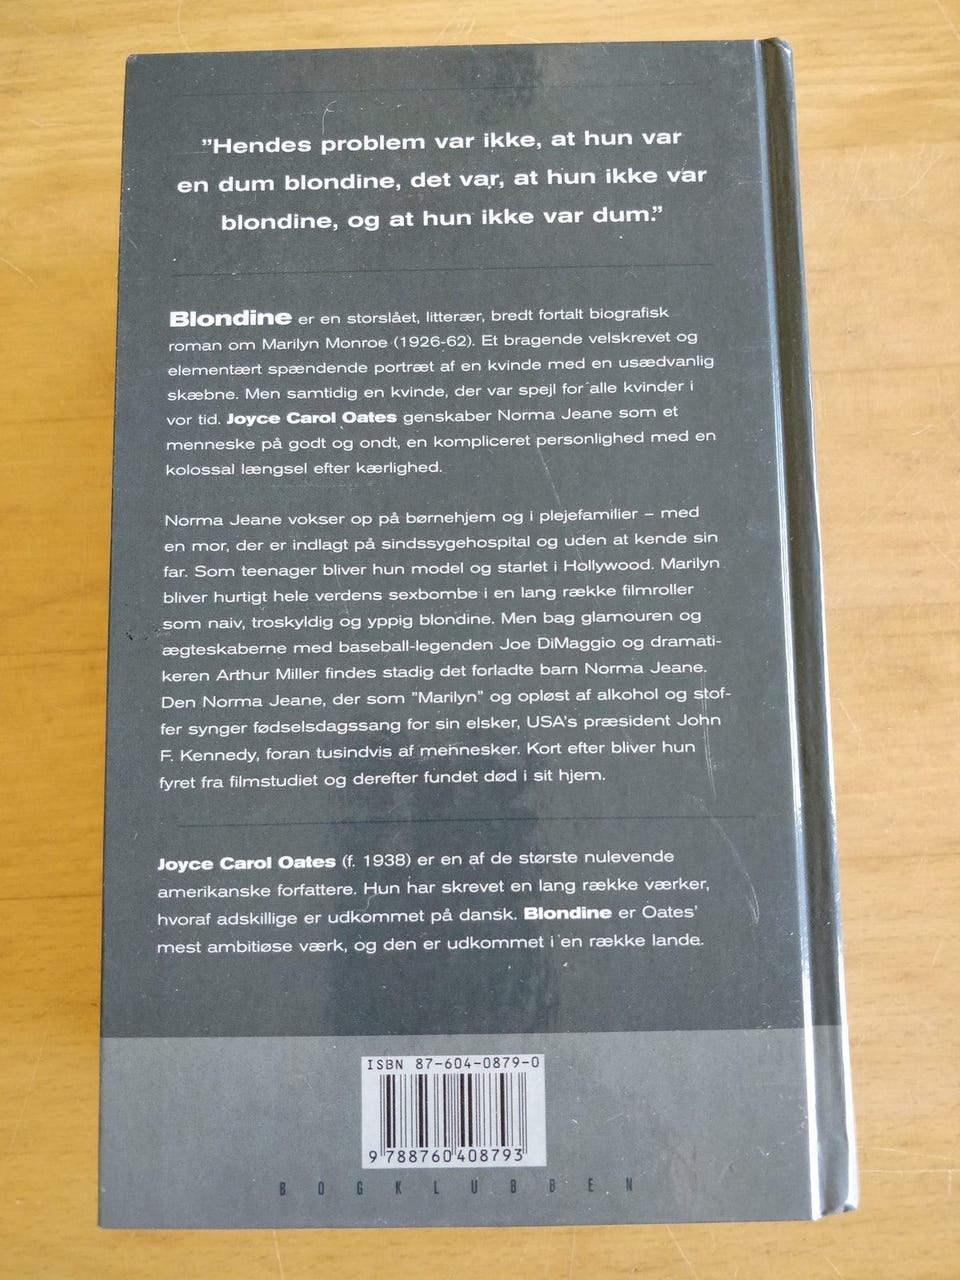 ”Hendes problem var ikke, at hun var
en dum blondine, det var, at hun ikke var
blondine, og at hun ikke var dum.”
Blondine er en storslået, litterær, bredt fortalt biografisk
roman om Marilyn Monroe (1926-62). Et bragende velskrevet og
elementært spændende portræt af en kvinde med en usædvanlig
skæbne. Men samtidig en kvinde, der var spejl for alle kvinder i
vor tid. Joyce Carol Oates genskaber Norma Jeane som et
menneske på godt og ondt, en kompliceret personlighed med en
kolossal længsel efter kærlighed.
Norma Jeane vokser op på børnehjem og i plejefamilier – med
en mor, der er indlagt på sindssygehospital og uden at kende sin
far. Som teenager bliver hun model og starlet i Hollywood. Marilyn
bliver hurtigt hele verdens sexbombe i en lang række filmroller
som naiv, troskyldig og yppig blondine. Men bag glamouren og
ægteskaberne med baseball-legenden Joe DiMaggio og dramati-
keren Arthur Miller findes stadig det forladte barn Norma Jeane.
Den Norma Jeane, der som "Marilyn" og opløst af alkohol og stof-
fer synger fødselsdagssang for sin elsker, USA's præsident John
F. Kennedy, foran tusindvis af mennesker. Kort efter bliver hun
fyret fra filmstudiet og derefter fundet død i sit hjem.
Joyce Carol Oates (f. 1938) er en af de største nulevende
amerikanske forfattere. Hun har skrevet en lang række værker,
hvoraf adskillige er udkommet på dansk. Blondine er Oates'
mest ambitiøse værk, og den er udkommet i en række lande.
ISBN 87-604-0879-0
9 788760 408793
BOGKLUBBEN